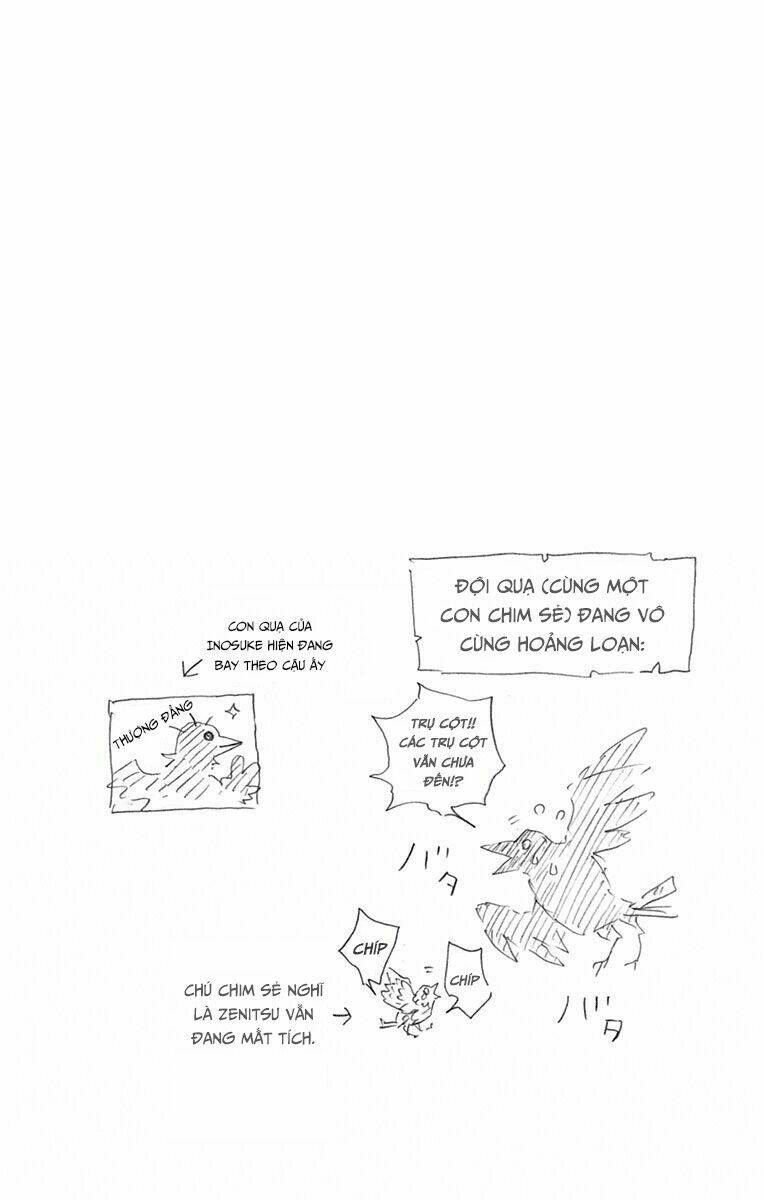 ĐỘI QUẠ (CÙNG MỘT
CON CHIM SẺ) ĐANG VÔ
CÙNG HOẢNG LOẠN:
CON QUẠ CỦA
INOSUKE HIỆN ĐANG
BAY THEO CẬU ẤY
THƯỢNG ĐẲNG
TRỤ CỘT!!
CÁC TRỤ CỘT
VẪN CHƯA
ĐẾN!?
バタ
CHÍP
CHÍP
CHÚ CHIM SẺ NGHĨ
LÀ ZENITSU VẪN
ĐANG MẤT TÍCH.
バタ